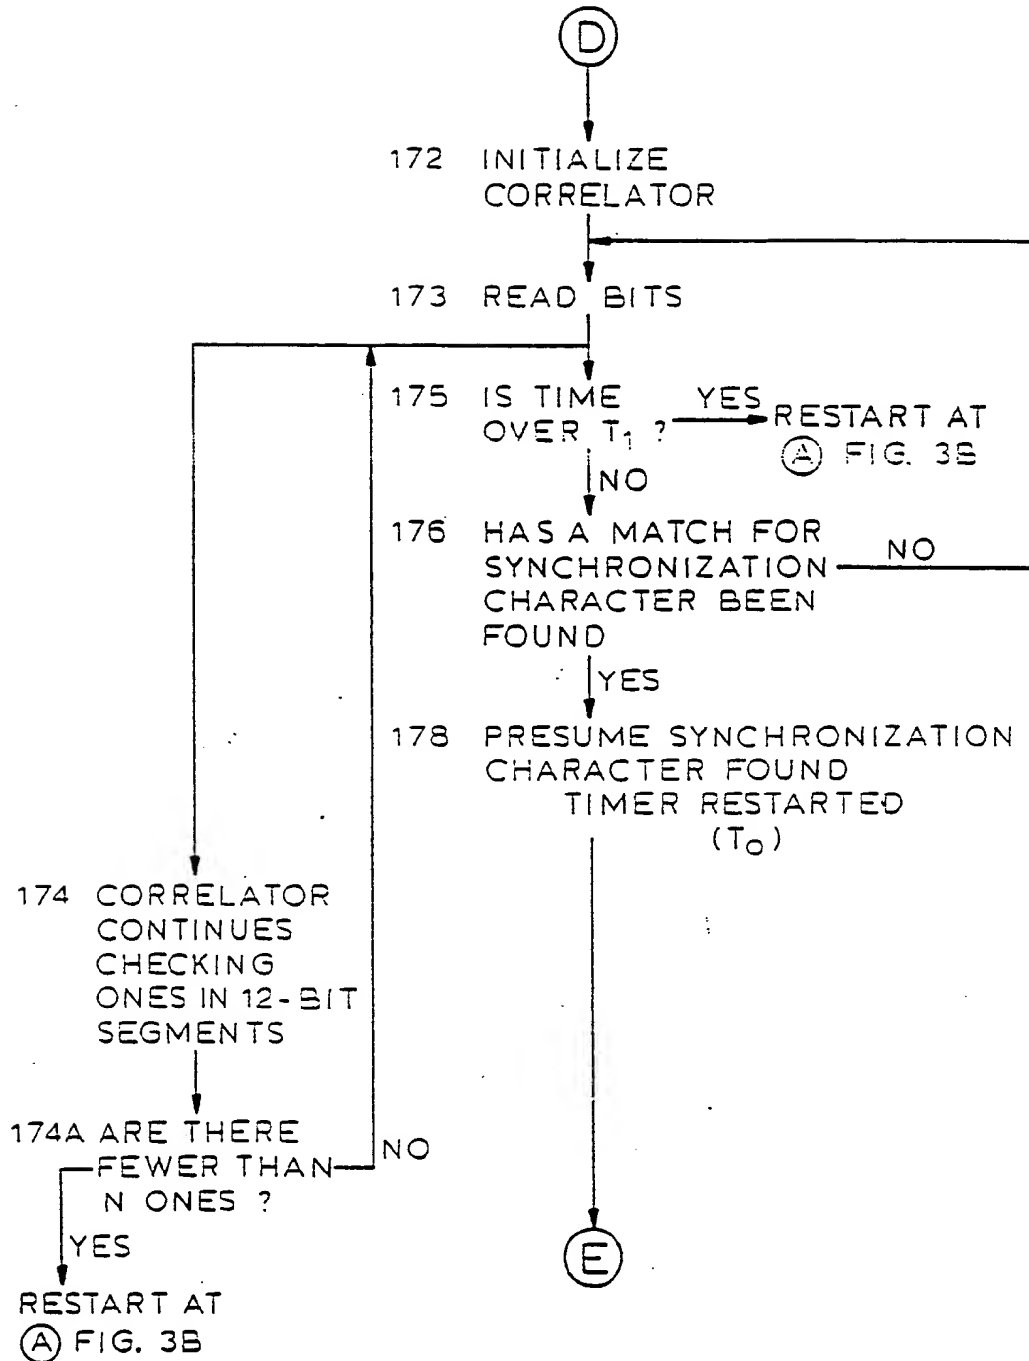 D
172 INITIALIZE
CORRELATOR
173 READ BITS
175 IS TIME
OVER T1 ?
YES
RESTART AT
A FIG. 3B
NO
176 HAS A MATCH FOR
SYNCHRONIZATION
CHARACTER BEEN
FOUND
NO
YES
178 PRESUME SYNCHRONIZATION
CHARACTER FOUND
TIMER RESTARTED
(TO)
174 CORRELATOR
CONTINUES
CHECKING
ONES IN 12-BIT
SEGMENTS
174A ARE THERE
FEWER THAN
N ONES ?
NO
YES
RESTART AT
A FIG. 3B
E